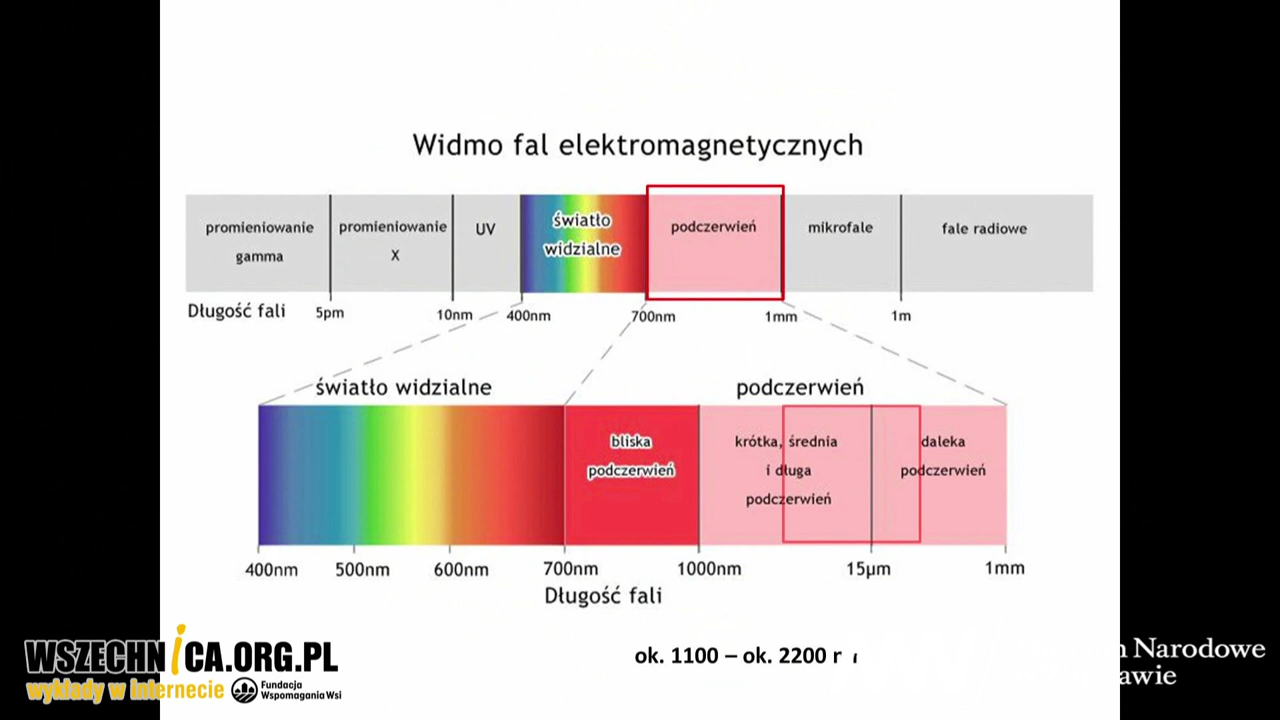 Widmo fal elektromagnetycznych
promieniowanie
gamma
promieniowanie
X
UV
światło
widzialne
podczerwień
mikrofale
fale radiowe
Długość fali
5pm
10nm
400nm
700nm
1mm
1m
światło widzialne
podczerwień
bliska
podczerwień
krótka, średnia
i długa
podczerwień
daleka
podczerwień
400nm
500nm
600nm
700nm
1000nm
15µm
1mm
Długość fali
ok. 1100 – ok. 2200
WSZECHNICA.ORG.PL
wykłady w internecie
Fundacja
Wspomagania Wsi
Narodowe